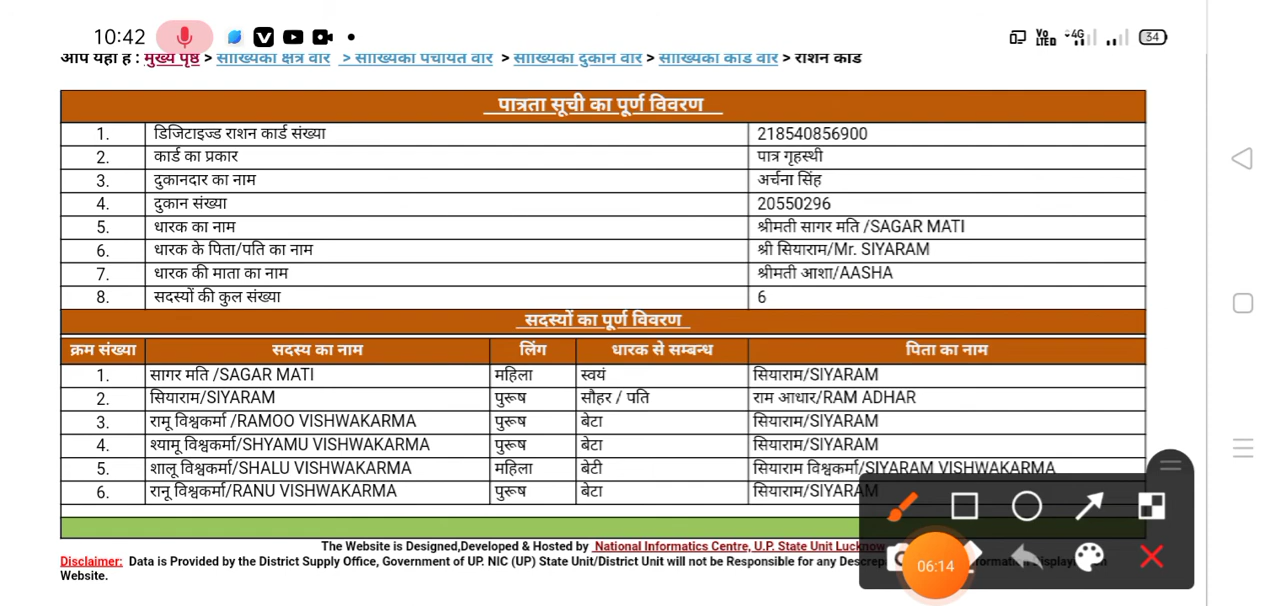 10:42 Vo LTED 4G 34
आप यहाँ है : मुख्य पृष्ठ > सांख्यिकी क्षेत्र वार > सांख्यिकी पंचायत वार > सांख्यिकी दुकान वार > सांख्यिकी कार्ड वार > राशन कार्ड
पात्रता सूची का पूर्ण विवरण
1. डिजिटाइज्ड राशन कार्ड संख्या 218540856900
2. कार्ड का प्रकार पात्र गृहस्थी
3. दुकानदार का नाम अर्चना सिंह
4. दुकान संख्या 20550296
5. धारक का नाम श्रीमती सागर मति /SAGAR MATI
6. धारक के पिता/पति का नाम श्री सियाराम/Mr. SIYARAM
7. धारक की माता का नाम श्रीमती आशा/AASHA
8. सदस्यों की कुल संख्या 6
सदस्यों का पूर्ण विवरण
क्रम संख्या सदस्य का नाम लिंग धारक से सम्बन्ध पिता का नाम
1. सागर मति /SAGAR MATI महिला स्वयं सियाराम/SIYARAM
2. सियाराम/SIYARAM पुरूष सौहर / पति राम आधार/RAM ADHAR
3. रामू विश्वकर्मा /RAMOO VISHWAKARMA पुरूष बेटा सियाराम/SIYARAM
4. श्यामू विश्वकर्मा/SHYAMU VISHWAKARMA पुरूष बेटा सियाराम/SIYARAM
5. शालू विश्वकर्मा/SHALU VISHWAKARMA महिला बेटी सियाराम विश्वकर्मा/SIYARAM VISHWAKARMA
6. रानू विश्वकर्मा/RANU VISHWAKARMA पुरूष बेटा सियाराम/SIYARAM
The Website is Designed,Developed & Hosted by National Informatics Centre, U.P. State Unit Lucknow
Disclaimer: Data is Provided by the District Supply Office, Government of UP. NIC (UP) State Unit/District Unit will not be Responsible for any
Website.
06:14